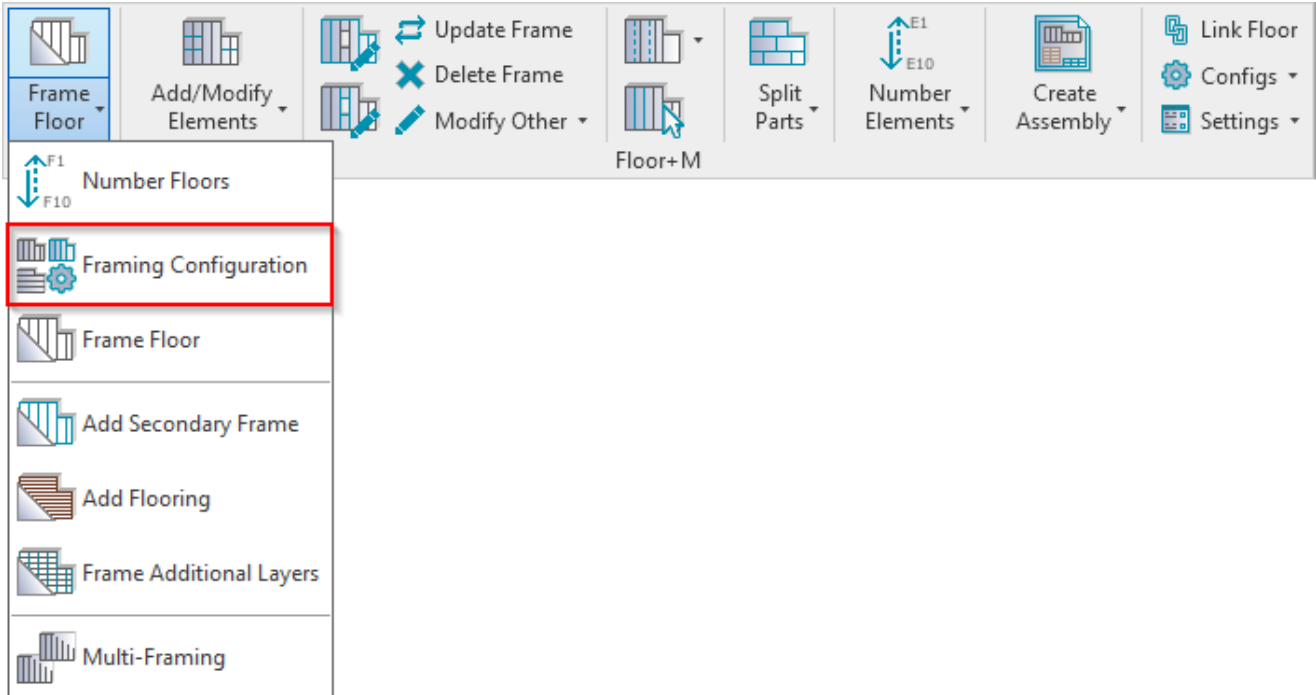 Frame
Floor
Add/Modify
Elements
Update Frame
Delete Frame
Modify Other
Split
Parts
E1
E10
Number
Elements
Create
Assembly
Link Floor
Configs
Settings
Floor+M
F1
F10
Number Floors
Framing Configuration
Frame Floor
Add Secondary Frame
Add Flooring
Frame Additional Layers
Multi-Framing